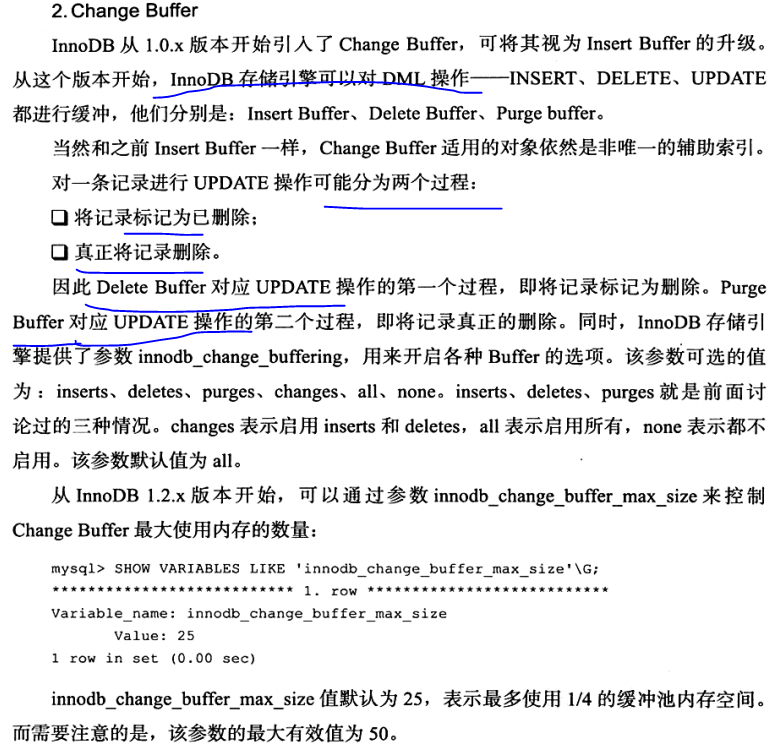 2. Change Buffer
InnoDB 从 1.0.x 版本开始引入了 Change Buffer，可将其视为 Insert Buffer 的升级。
从这个版本开始，InnoDB 存储引擎可以对 DML 操作——INSERT、DELETE、UPDATE
都进行缓冲，他们分别是：Insert Buffer、Delete Buffer、Purge buffer。
当然和之前 Insert Buffer 一样，Change Buffer 适用的对象依然是非唯一的辅助索引。
对一条记录进行 UPDATE 操作可能分为两个过程：
❑ 将记录标记为已删除；
❑ 真正将记录删除。
因此 Delete Buffer 对应 UPDATE 操作的第一个过程，即将记录标记为删除。Purge
Buffer 对应 UPDATE 操作的第二个过程，即将记录真正的删除。同时，InnoDB 存储引
擎提供了参数 innodb_change_buffering，用来开启各种 Buffer 的选项。该参数可选的值
为：inserts、deletes、purges、changes、all、none。inserts、deletes、purges 就是前面讨
论过的三种情况。changes 表示启用 inserts 和 deletes，all 表示启用所有，none 表示都不
启用。该参数默认值为 all。
从 InnoDB 1.2.x 版本开始，可以通过参数 innodb_change_buffer_max_size 来控制
Change Buffer 最大使用内存的数量：
mysql> SHOW VARIABLES LIKE 'innodb_change_buffer_max_size'\G;
*************************** 1. row ***************************
Variable_name: innodb_change_buffer_max_size
Value: 25
1 row in set (0.00 sec)
innodb_change_buffer_max_size 值默认为 25，表示最多使用 1/4 的缓冲池内存空间。
而需要注意的是，该参数的最大有效值为 50。